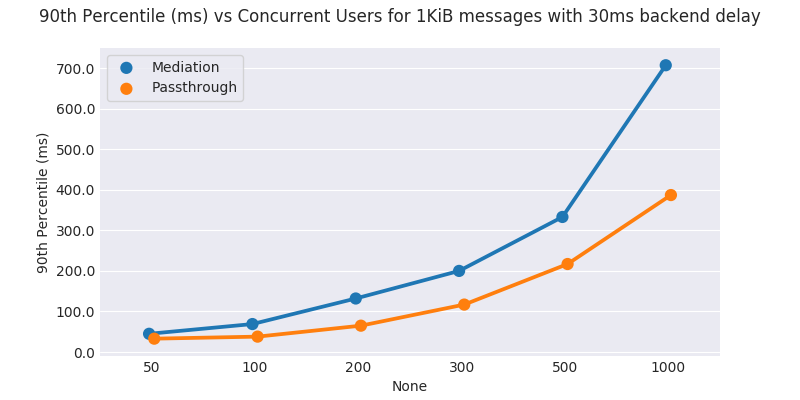 90th Percentile (ms) vs Concurrent Users for 1KiB messages with 30ms backend delay
Mediation
Passthrough
90th Percentile (ms)
700.0
600.0
500.0
400.0
300.0
200.0
100.0
0.0
50 100 200 300 500 1000
None